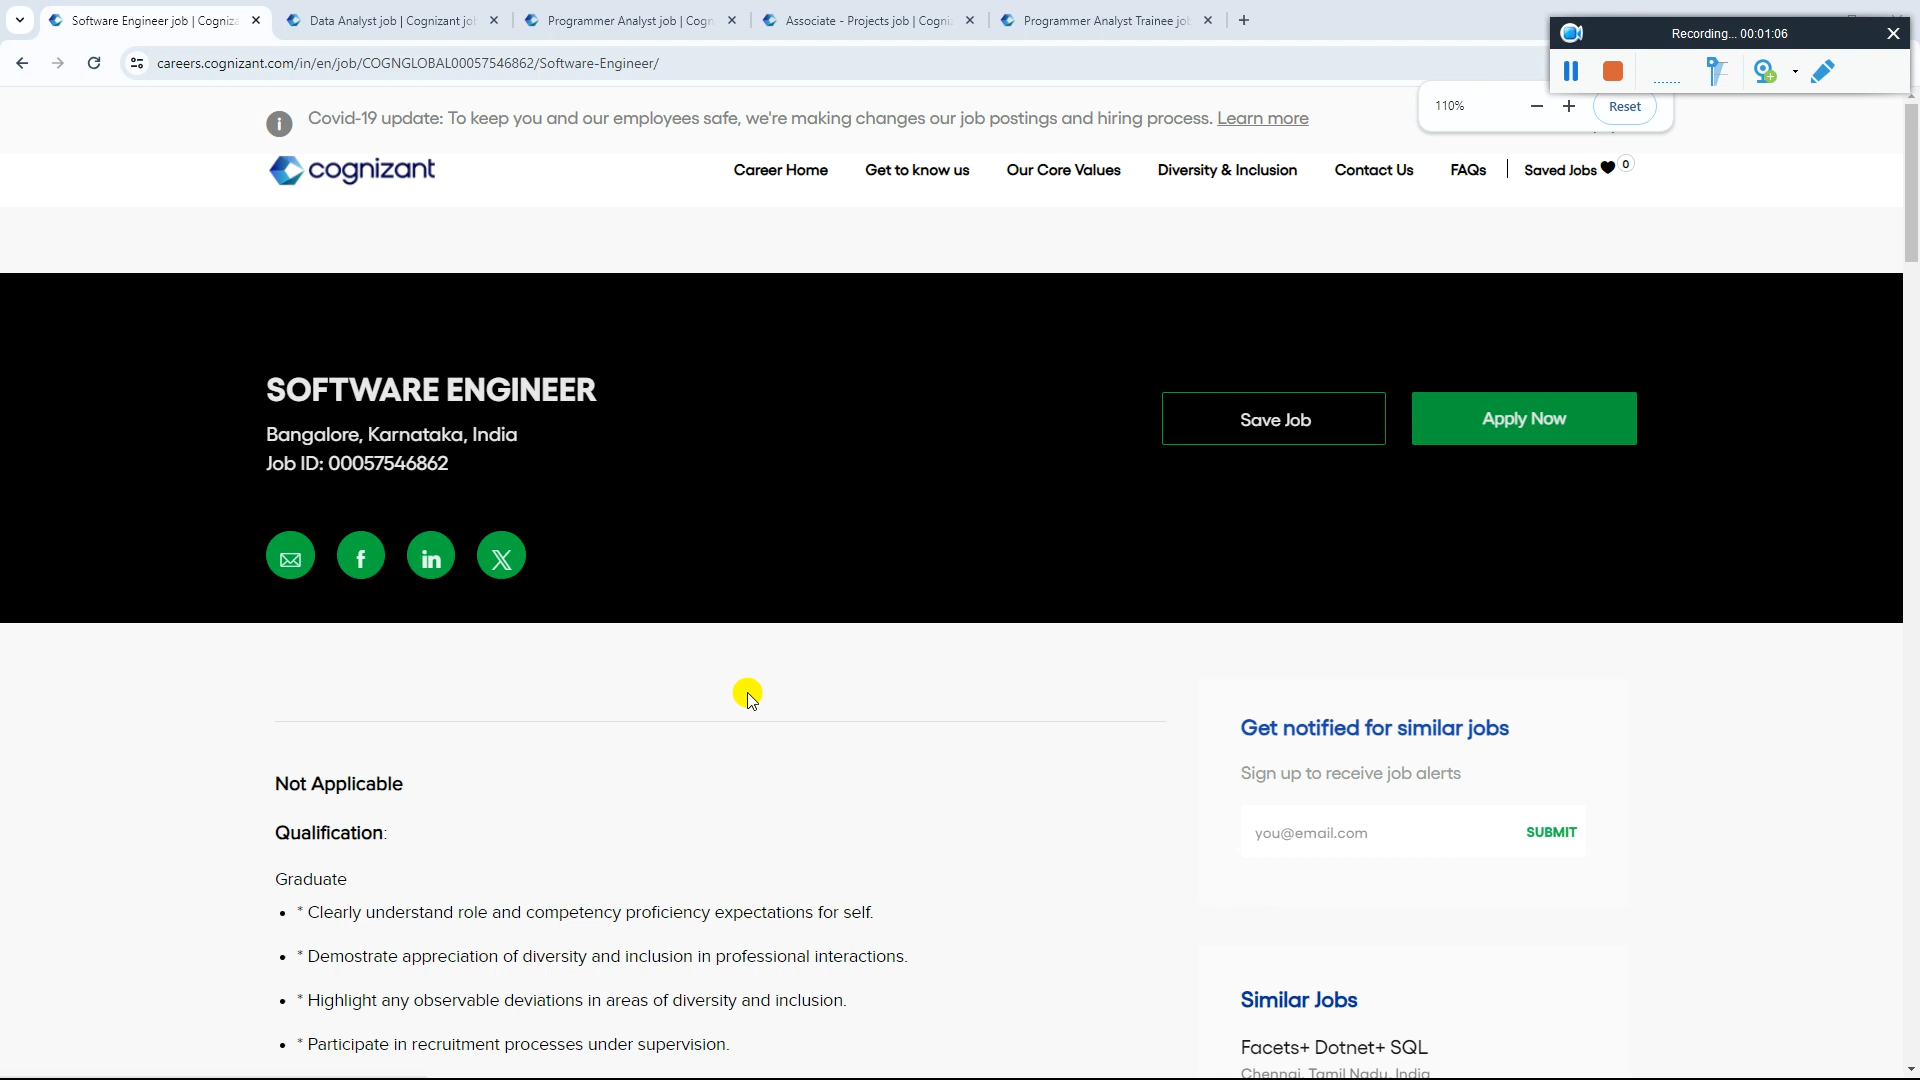 Software Engineer job | Cogniza
Data Analyst job | Cognizant jo
Programmer Analyst job | Cogn
Associate - Projects job | Cogni
Programmer Analyst Trainee jo
Recording... 00:01:06
careers.cognizant.com/in/en/job/COGNGLOBAL00057546862/Software-Engineer/
110%
Reset
Covid-19 update: To keep you and our employees safe, we're making changes our job postings and hiring process. Learn more
cognizant
Career Home
Get to know us
Our Core Values
Diversity & Inclusion
Contact Us
FAQs
Saved Jobs 0
SOFTWARE ENGINEER
Bangalore, Karnataka, India
Job ID: 00057546862
Save Job
Apply Now
Not Applicable
Qualification:
Graduate
• * Clearly understand role and competency proficiency expectations for self.
• * Demostrate appreciation of diversity and inclusion in professional interactions.
• * Highlight any observable deviations in areas of diversity and inclusion.
• * Participate in recruitment processes under supervision.
Get notified for similar jobs
Sign up to receive job alerts
you@email.com
SUBMIT
Similar Jobs
Facets+ Dotnet+ SQL
Chennai, Tamil Nadu, India